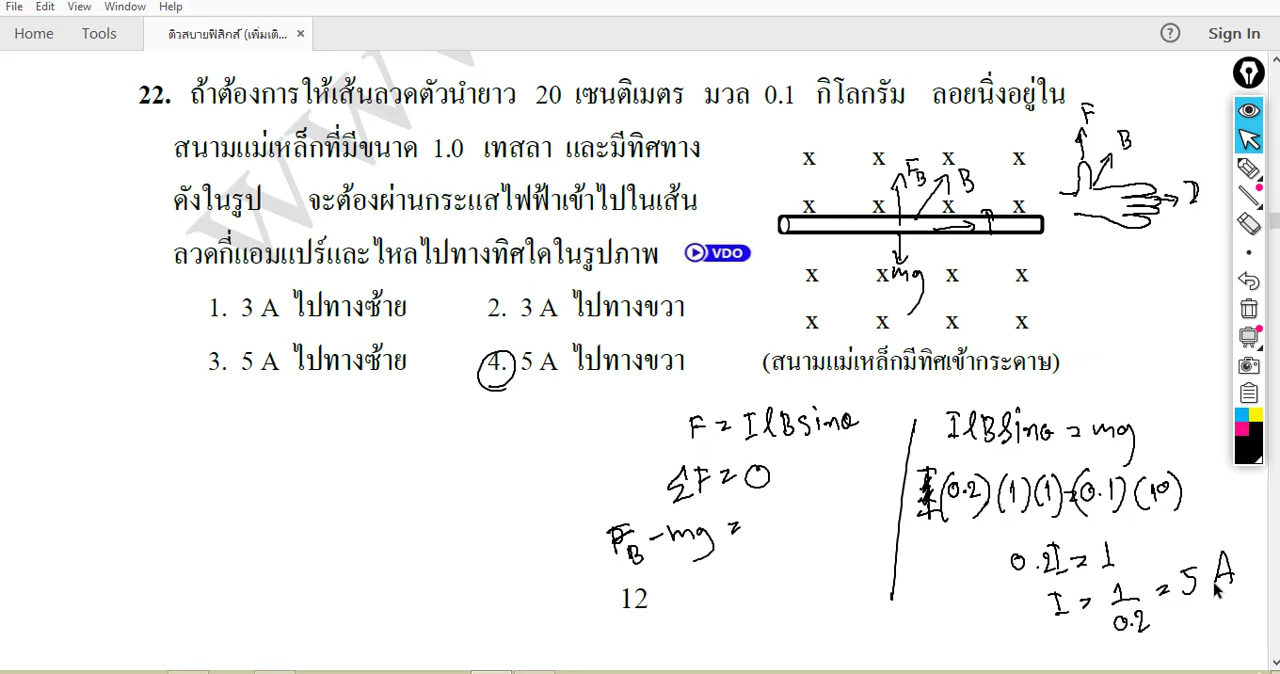 File Edit View Window Help
Home Tools ติวสบายฟิสิกส์ (เพิ่มเติ... × ? Sign In
WWW
22. ถ้าต้องการให้เส้นลวดตัวนำยาว 20 เซนติเมตร มวล 0.1 กิโลกรัม ลอยนิ่งอยู่ใน
สนามแม่เหล็กที่มีขนาด 1.0 เทสลา และมีทิศทาง
ดังในรูป จะต้องผ่านกระแสไฟฟ้าเข้าไปในเส้น
ลวดกี่แอมแปร์และไหลไปทางทิศใดในรูปภาพ VDO
1. 3 A ไปทางซ้าย 2. 3 A ไปทางขวา
3. 5 A ไปทางซ้าย 4. 5 A ไปทางขวา
x x x x
x x x x
x x x x
x x x x
F_B B
mg
F B I
(สนามแม่เหล็กมีทิศเข้ากระดาษ)
F = IlBsinθ
ΣF = 0
F_B - mg =
IlBsinθ = mg
I(0.2)(1)(1)=(0.1)(10)
0.2I = 1
I = 1/0.2 = 5 A
12